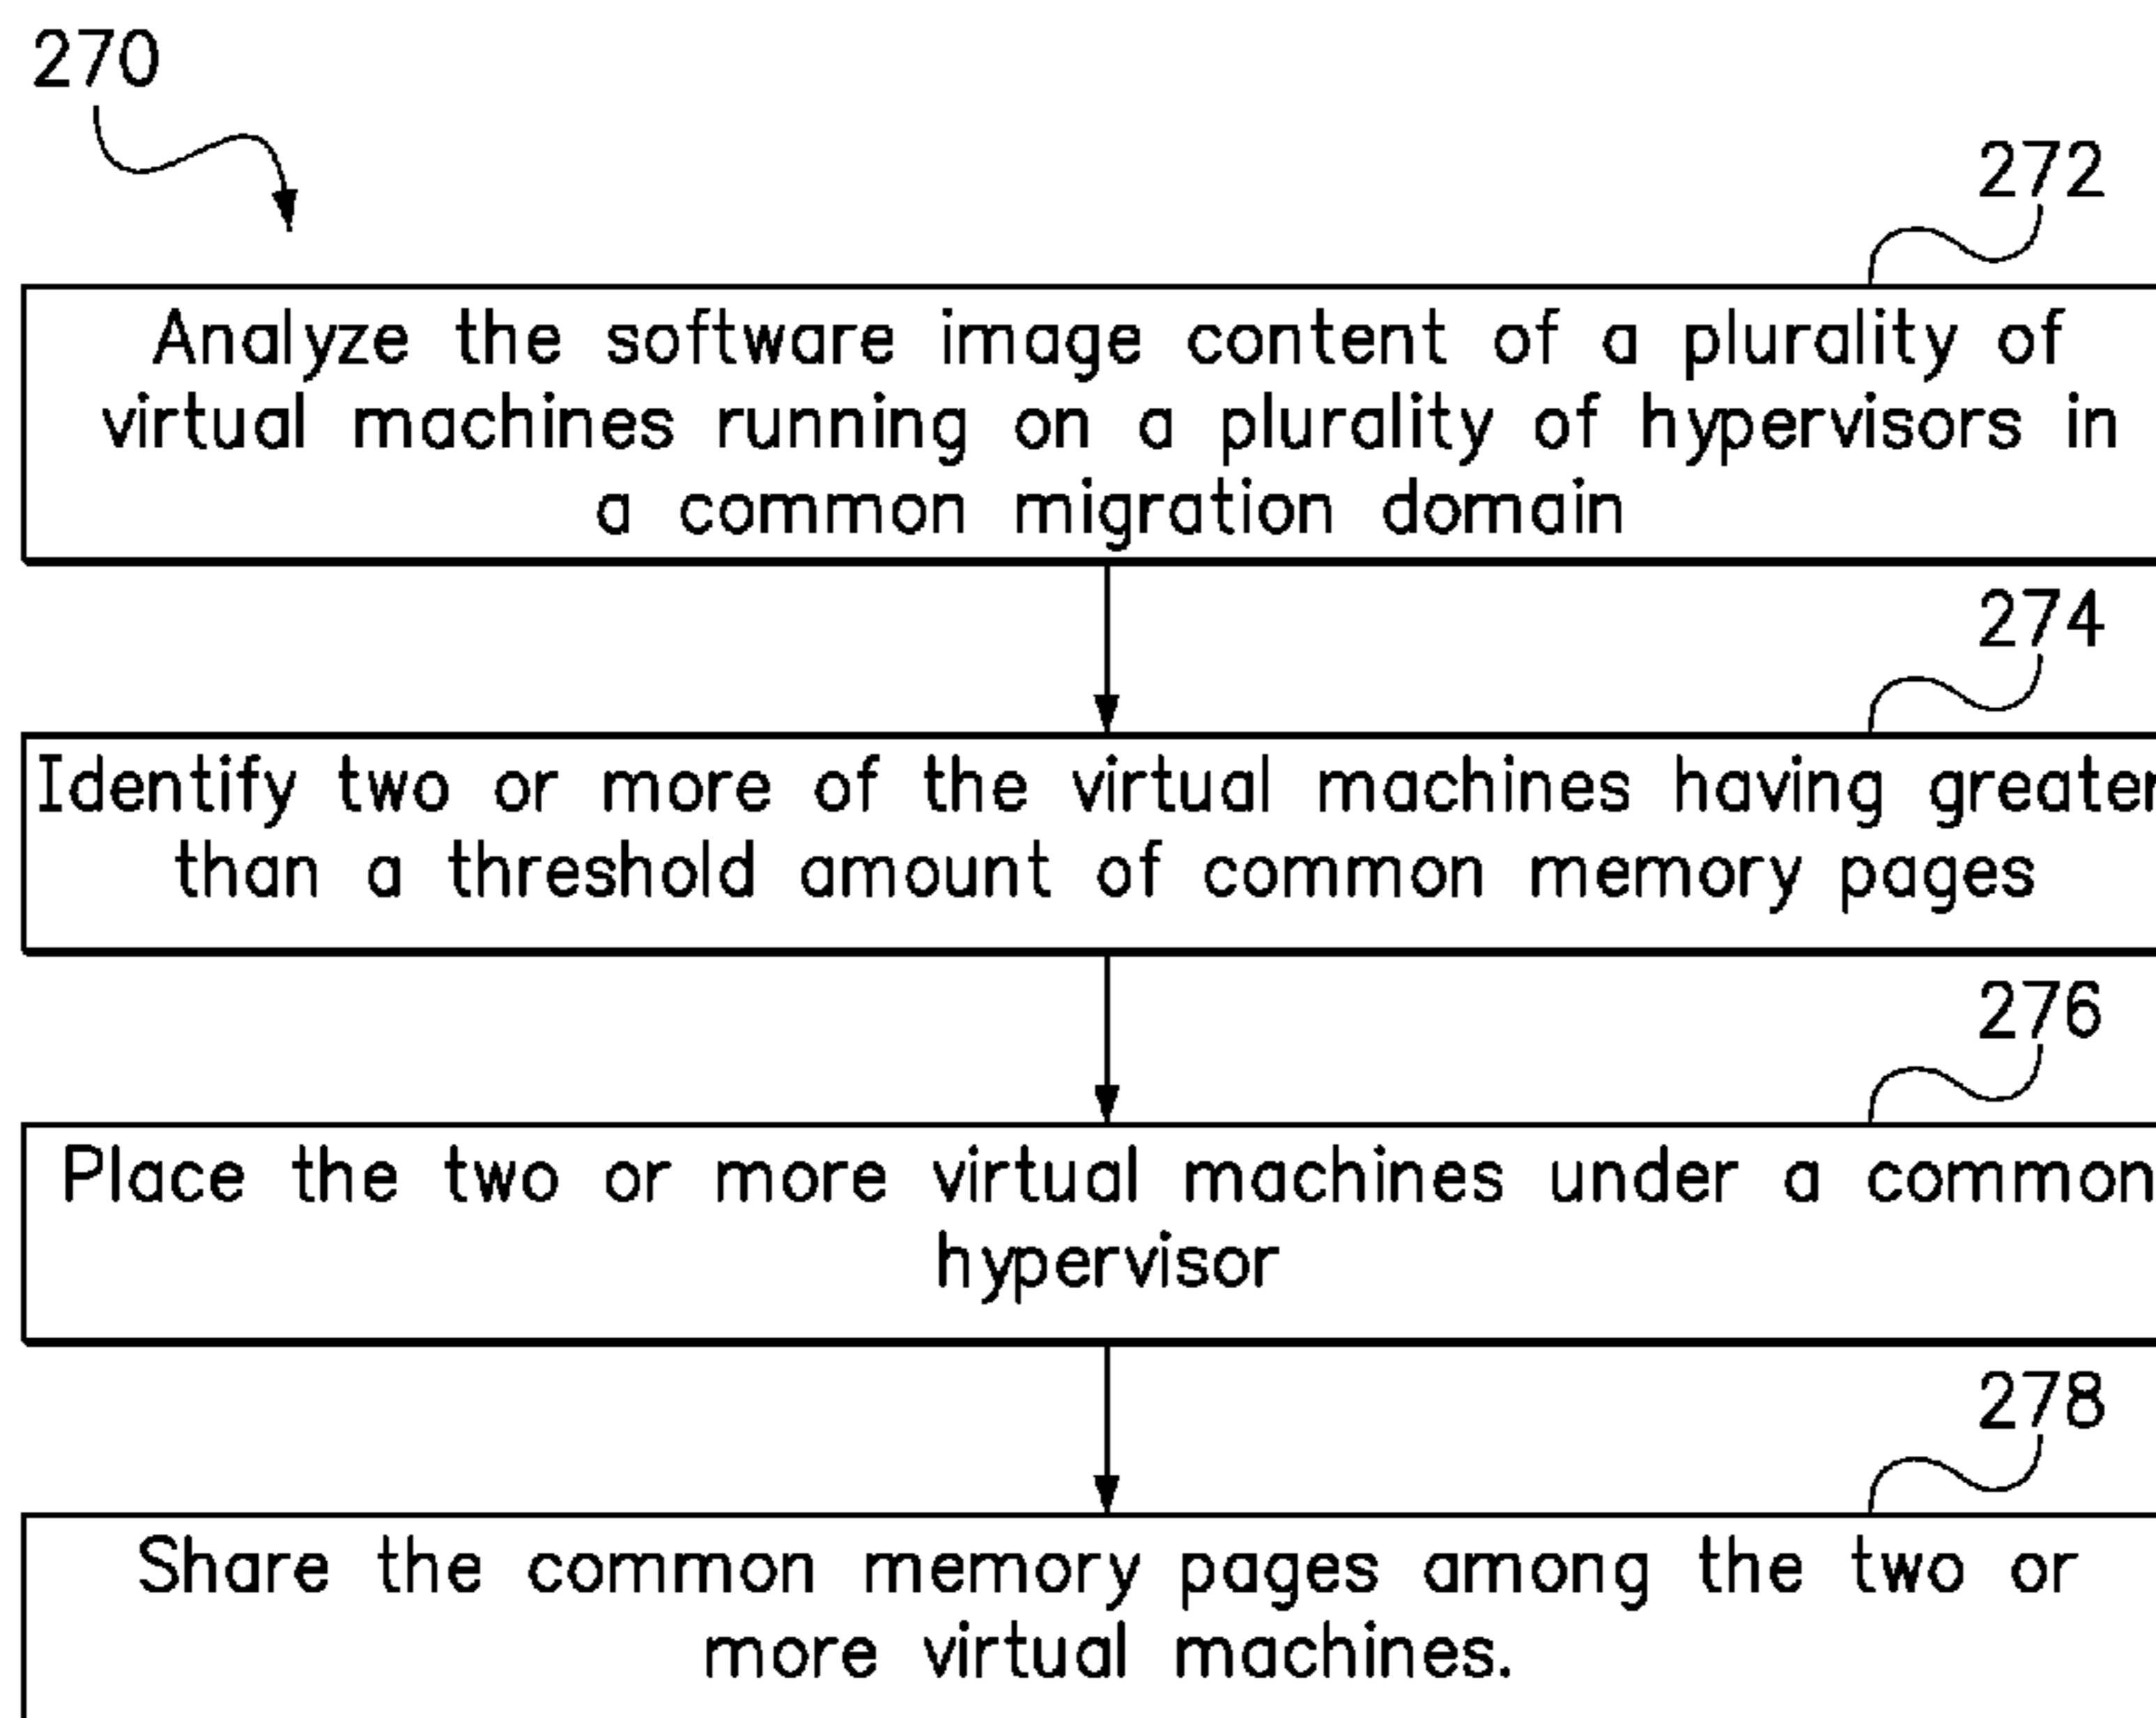 270
272
Analyze the software image content of a plurality of
virtual machines running on a plurality of hypervisors in
a common migration domain
274
Identify two or more of the virtual machines having greater
than a threshold amount of common memory pages
276
Place the two or more virtual machines under a common
hypervisor
278
Share the common memory pages among the two or
more virtual machines.